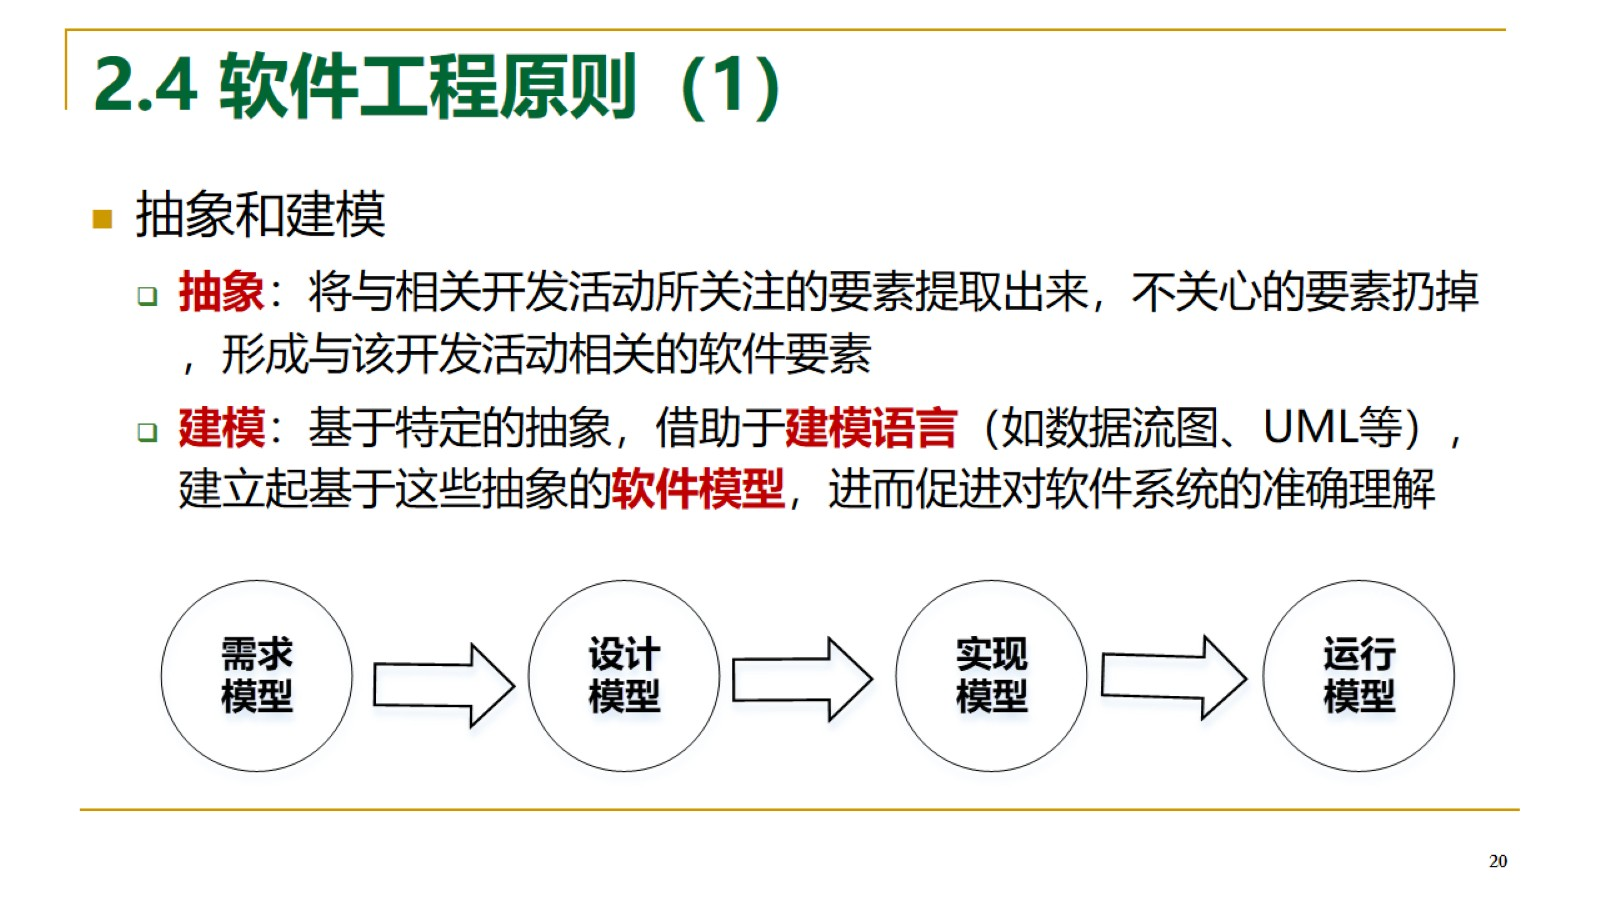 2.4 软件工程原则（1）
抽象和建模
抽象：将与相关开发活动所关注的要素提取出来，不关心的要素扔掉
，形成与该开发活动相关的软件要素
建模：基于特定的抽象，借助于建模语言（如数据流图、UML等），
建立起基于这些抽象的软件模型，进而促进对软件系统的准确理解
需求
模型
设计
模型
实现
模型
运行
模型
20